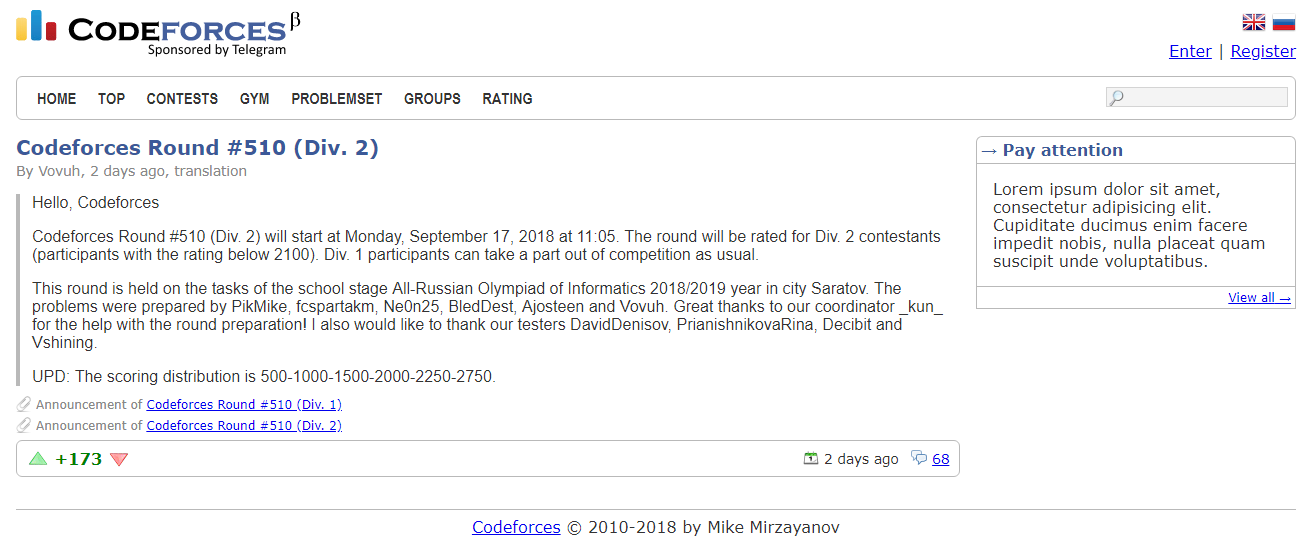 CODEFORCES β
Sponsored by Telegram
Enter | Register
HOME TOP CONTESTS GYM PROBLEMSET GROUPS RATING
Codeforces Round #510 (Div. 2)
By Vovuh, 2 days ago, translation
Hello, Codeforces
Codeforces Round #510 (Div. 2) will start at Monday, September 17, 2018 at 11:05. The round will be rated for Div. 2 contestants
(participants with the rating below 2100). Div. 1 participants can take a part out of competition as usual.
This round is held on the tasks of the school stage All-Russian Olympiad of Informatics 2018/2019 year in city Saratov. The
problems were prepared by PikMike, fcspartakm, Ne0n25, BledDest, Ajosteen and Vovuh. Great thanks to our coordinator _kun_
for the help with the round preparation! I also would like to thank our testers DavidDenisov, PrianishnikovaRina, Decibit and
Vshining.
UPD: The scoring distribution is 500-1000-1500-2000-2250-2750.
Announcement of Codeforces Round #510 (Div. 1)
Announcement of Codeforces Round #510 (Div. 2)
+173 2 days ago 68
→ Pay attention
Lorem ipsum dolor sit amet,
consectetur adipisicing elit.
Cupiditate ducimus enim facere
impedit nobis, nulla placeat quam
suscipit unde voluptatibus.
View all →
Codeforces © 2010-2018 by Mike Mirzayanov